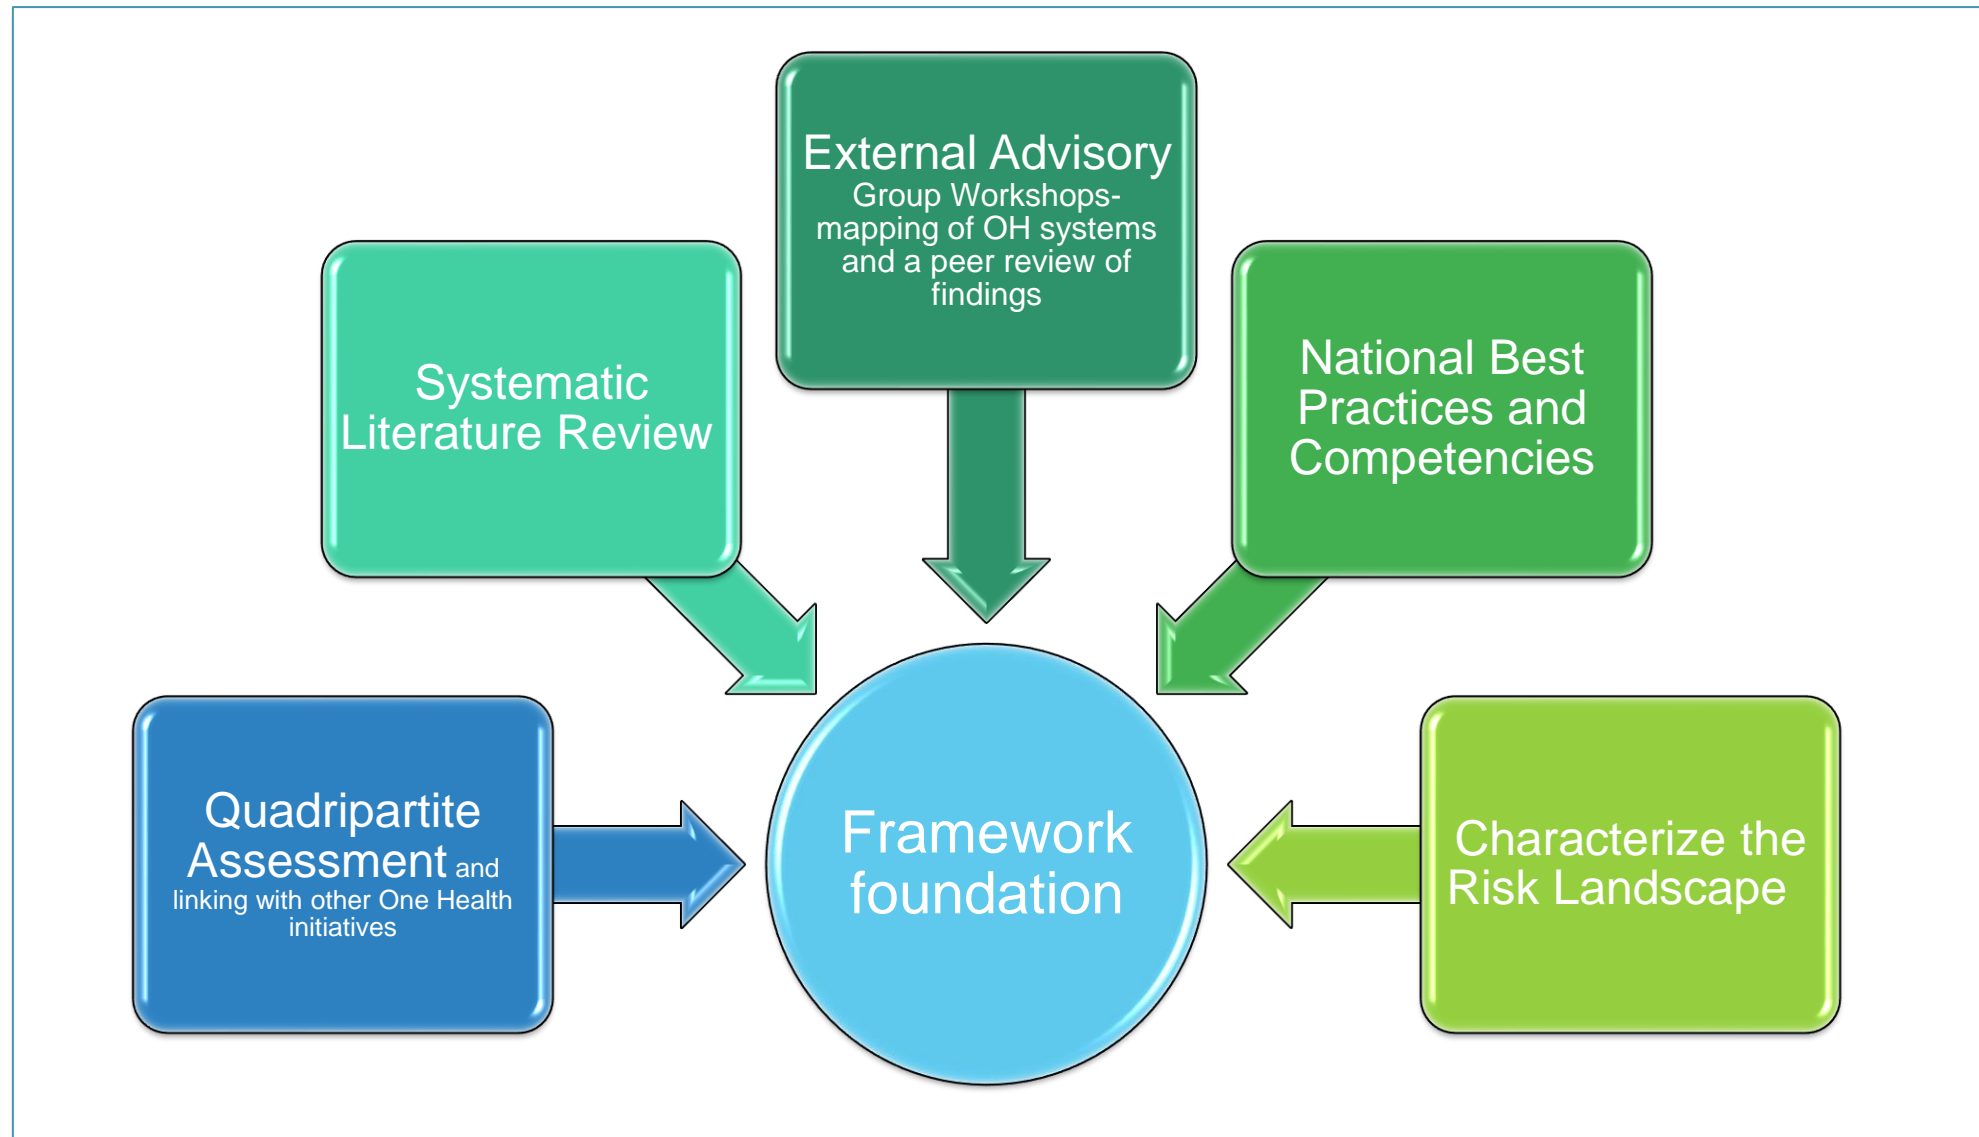 External Advisory
Group Workshops-
mapping of OH systems
and a peer review of
findings
Systematic
Literature Review
National Best
Practices and
Competencies
Quadripartite
Assessment and
linking with other One Health
initiatives
Framework
foundation
Characterize the
Risk Landscape